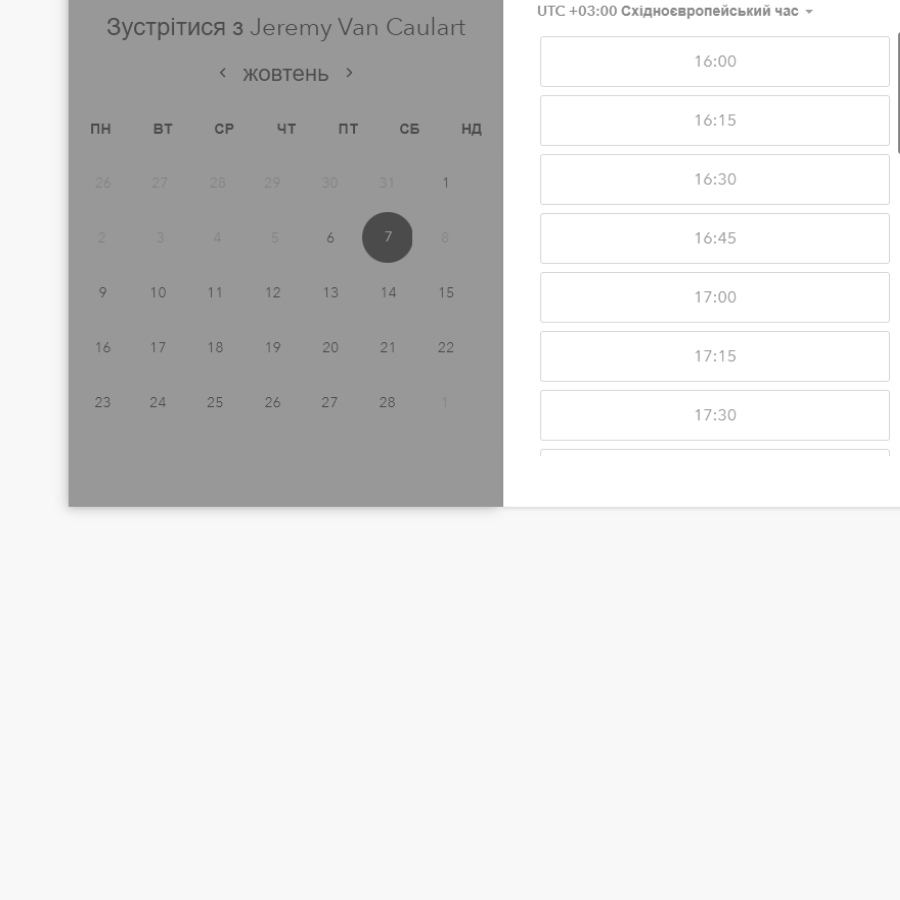 Зустрітися з Jeremy Van Caulart
жовтень
ПН ВТ СР ЧТ ПТ СБ НД
26 27 28 29 30 31 1
2 3 4 5 6 7 8
9 10 11 12 13 14 15
16 17 18 19 20 21 22
23 24 25 26 27 28 1
UTC +03:00 Східноєвропейський час
16:00
16:15
16:30
16:45
17:00
17:15
17:30